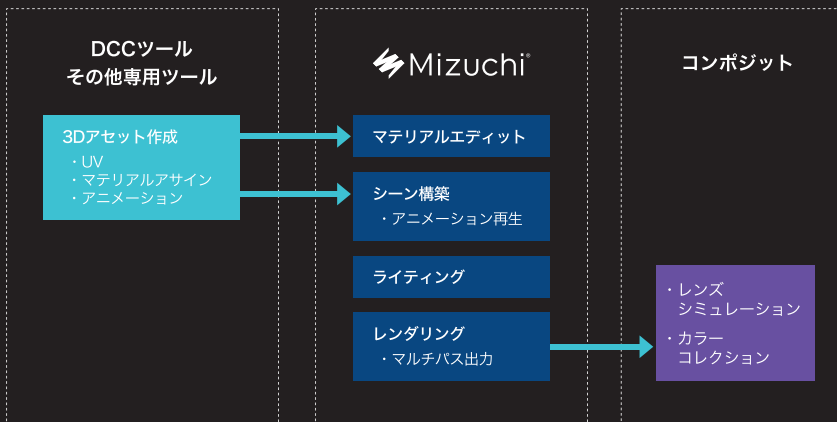 DCCツール
その他専用ツール
3Dアセット作成
・UV
・マテリアルアサイン
・アニメーション
Mizuchi®
マテリアルエディット
シーン構築
・アニメーション再生
ライティング
レンダリング
・マルチパス出力
コンポジット
・レンズ
シミュレーション
・カラー
コレクション